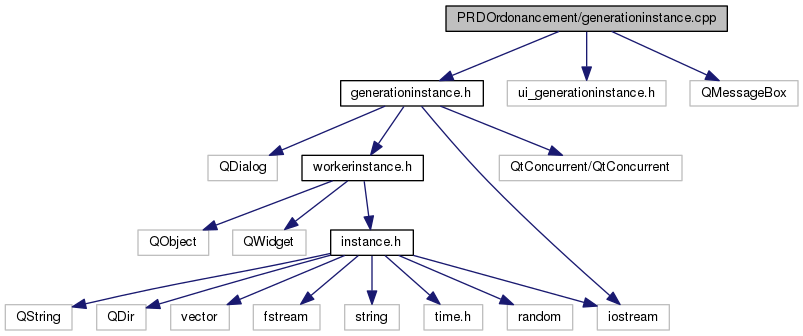 PRDOrdonancement/generationinstance.cpp
generationinstance.h
ui_generationinstance.h
QMessageBox
QDialog
workerinstance.h
QtConcurrent/QtConcurrent
QObject
QWidget
instance.h
QString
QDir
vector
fstream
string
time.h
random
iostream